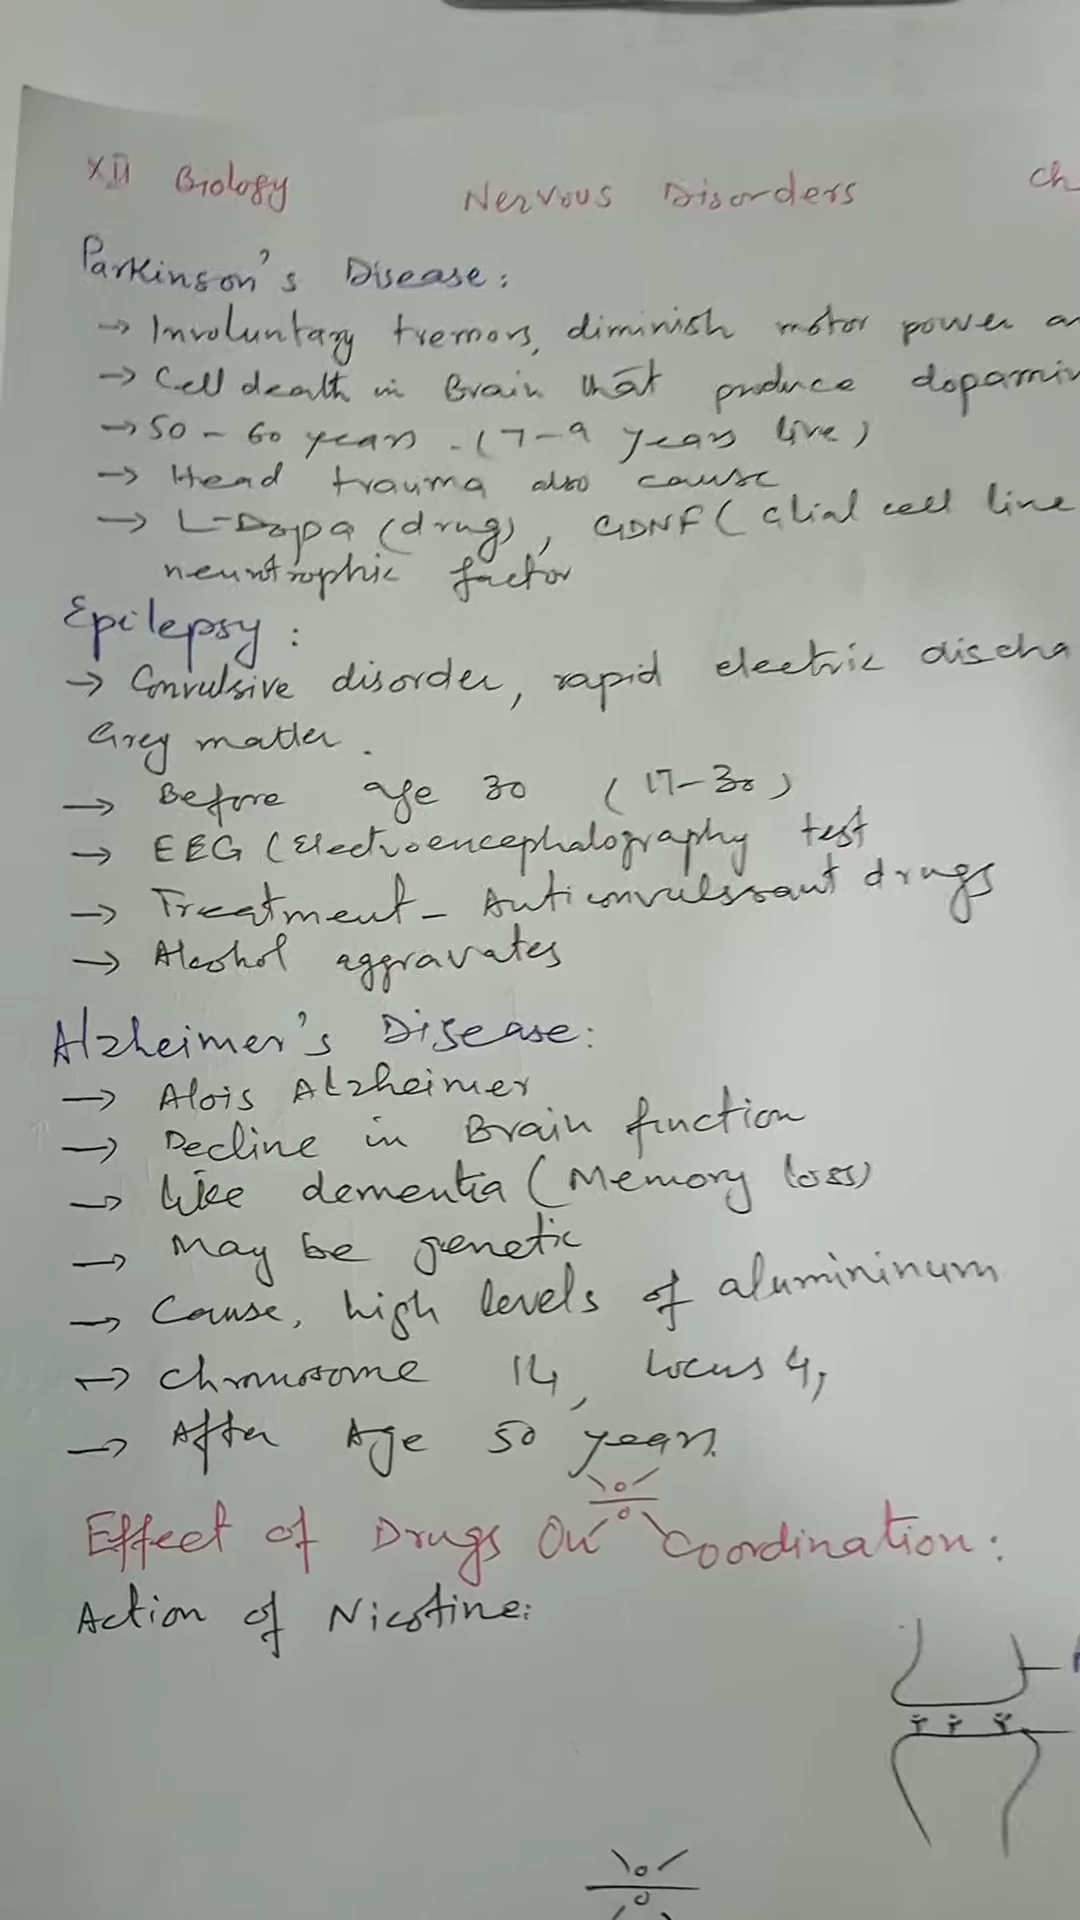 XII Biology Nervous Disorders Ch
Parkinson's Disease:
→ Involuntary tremors, diminish motor power an
→ Cell death in Brain that produce dopamin
→ 50 - 60 years. (7-9 years live)
→ Head trauma also cause
→ L-Dopa (drug), GDNF (Glial cell line
neurotrophic factor
Epilepsy:
→ Convulsive disorder, rapid electric discha
Grey matter.
→ Before age 30 (17-30)
→ EEG (Electroencephalography test
→ Treatment - Anticonvulssant drugs
→ Alcohol aggravates
Alzheimer's Disease:
→ Alois Alzheimer
→ Decline in Brain function
→ like dementia (Memory loss)
→ May be genetic
→ Cause, high levels of alumininum
→ Chromosome 14, locus 4,
→ After Age 50 years.
Effect of Drugs On Coordination:
Action of Nicotine: